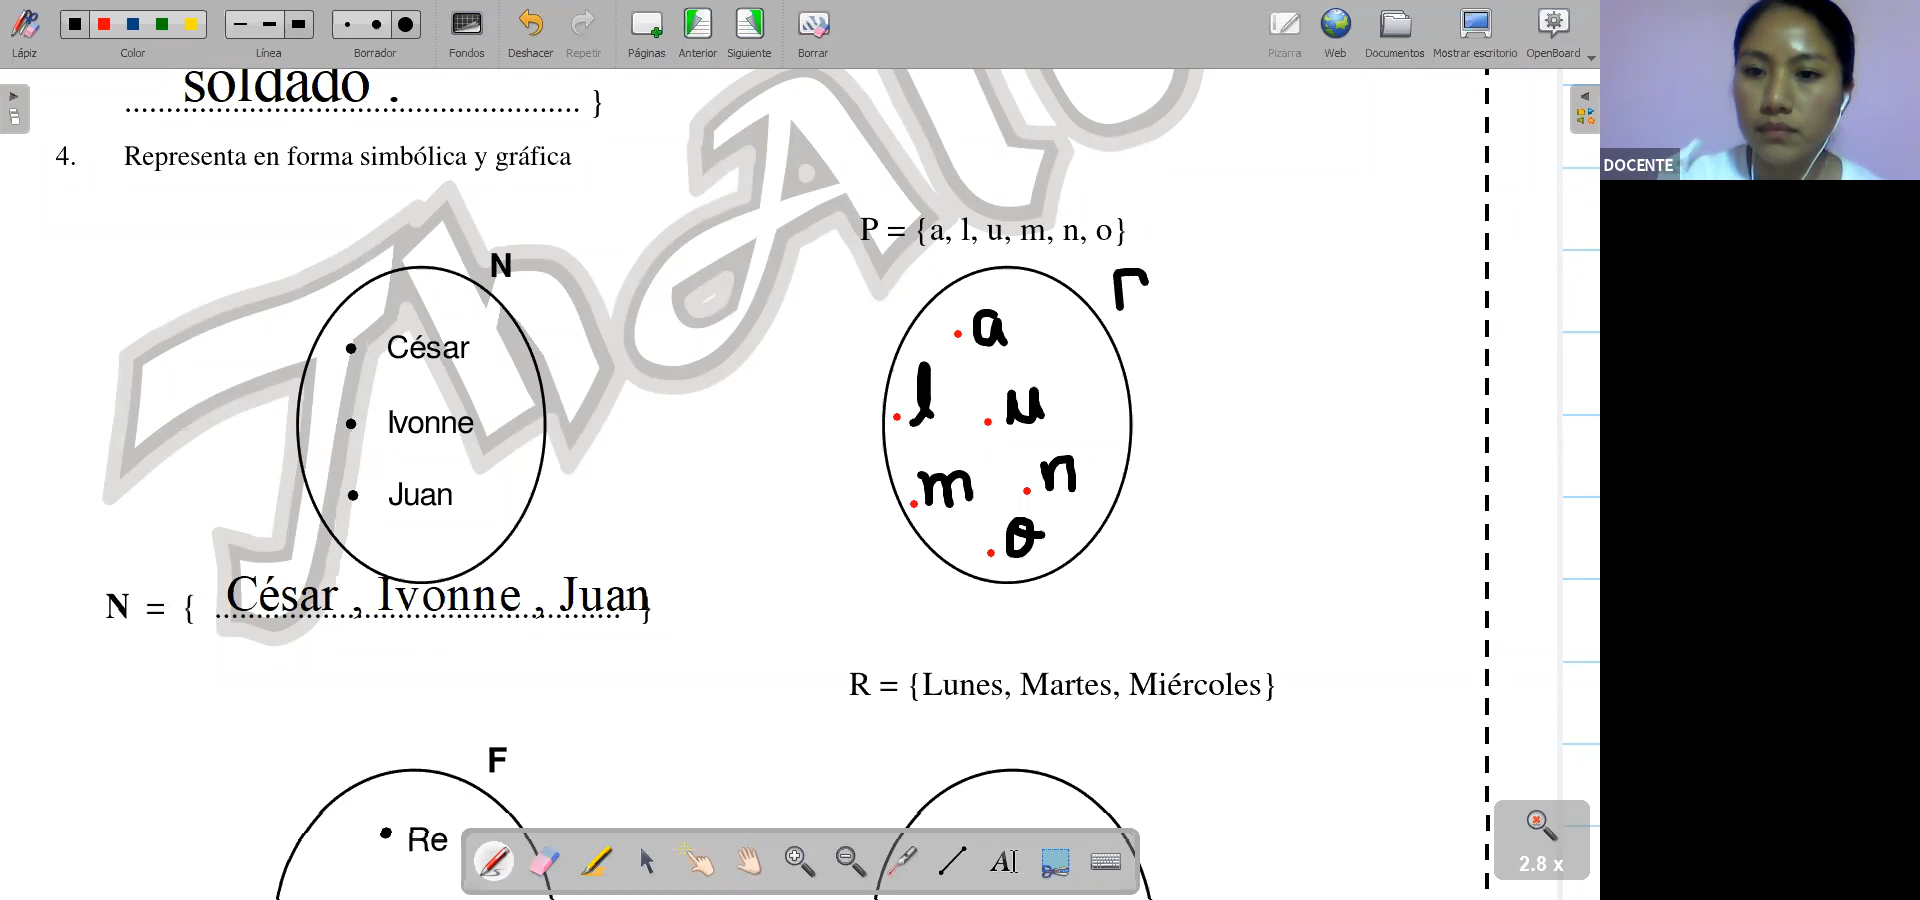 Lápiz Color Línea Borrador Fondos Deshacer Repetir Páginas Anterior Siguiente Borrar Pizarra Web Documentos Mostrar escritorio OpenBoard
DOCENTE
soldado .
}
4. Representa en forma simbólica y gráfica
P = {a, l, u, m, n, o}
N
César
Ivonne
Juan
a
l u
m n
o
N = { César , Ivonne , Juan }
R = {Lunes, Martes, Miércoles}
F
Re
2.8 x